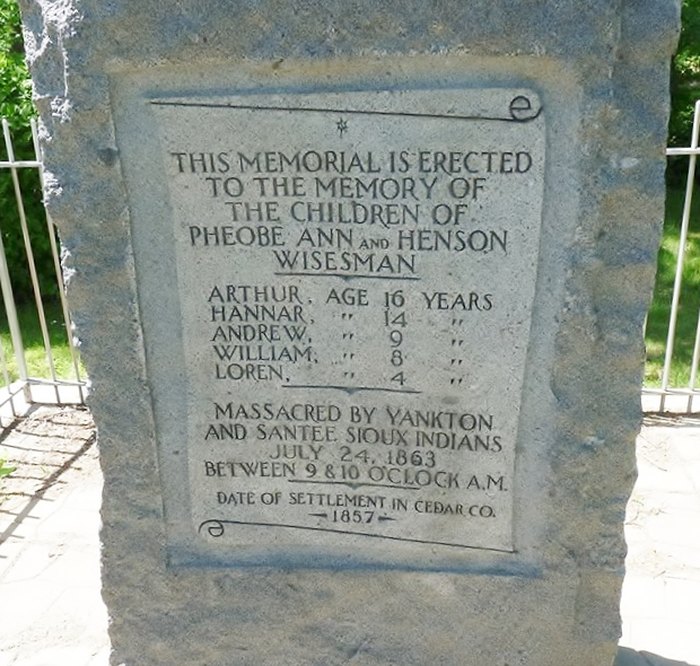 THIS MEMORIAL IS ERECTED
TO THE MEMORY OF
THE CHILDREN OF
PHEOBE ANN AND HENSON
WISESMAN
ARTHUR, AGE 16 YEARS
HANNAR, " 14 "
ANDREW, " 9 "
WILLIAM, " 8 "
LOREN, " 4 "
MASSACRED BY YANKTON
AND SANTEE SIOUX INDIANS
JULY 24, 1863
BETWEEN 9 & 10 O'CLOCK A.M.
DATE OF SETTLEMENT IN CEDAR CO.
1857